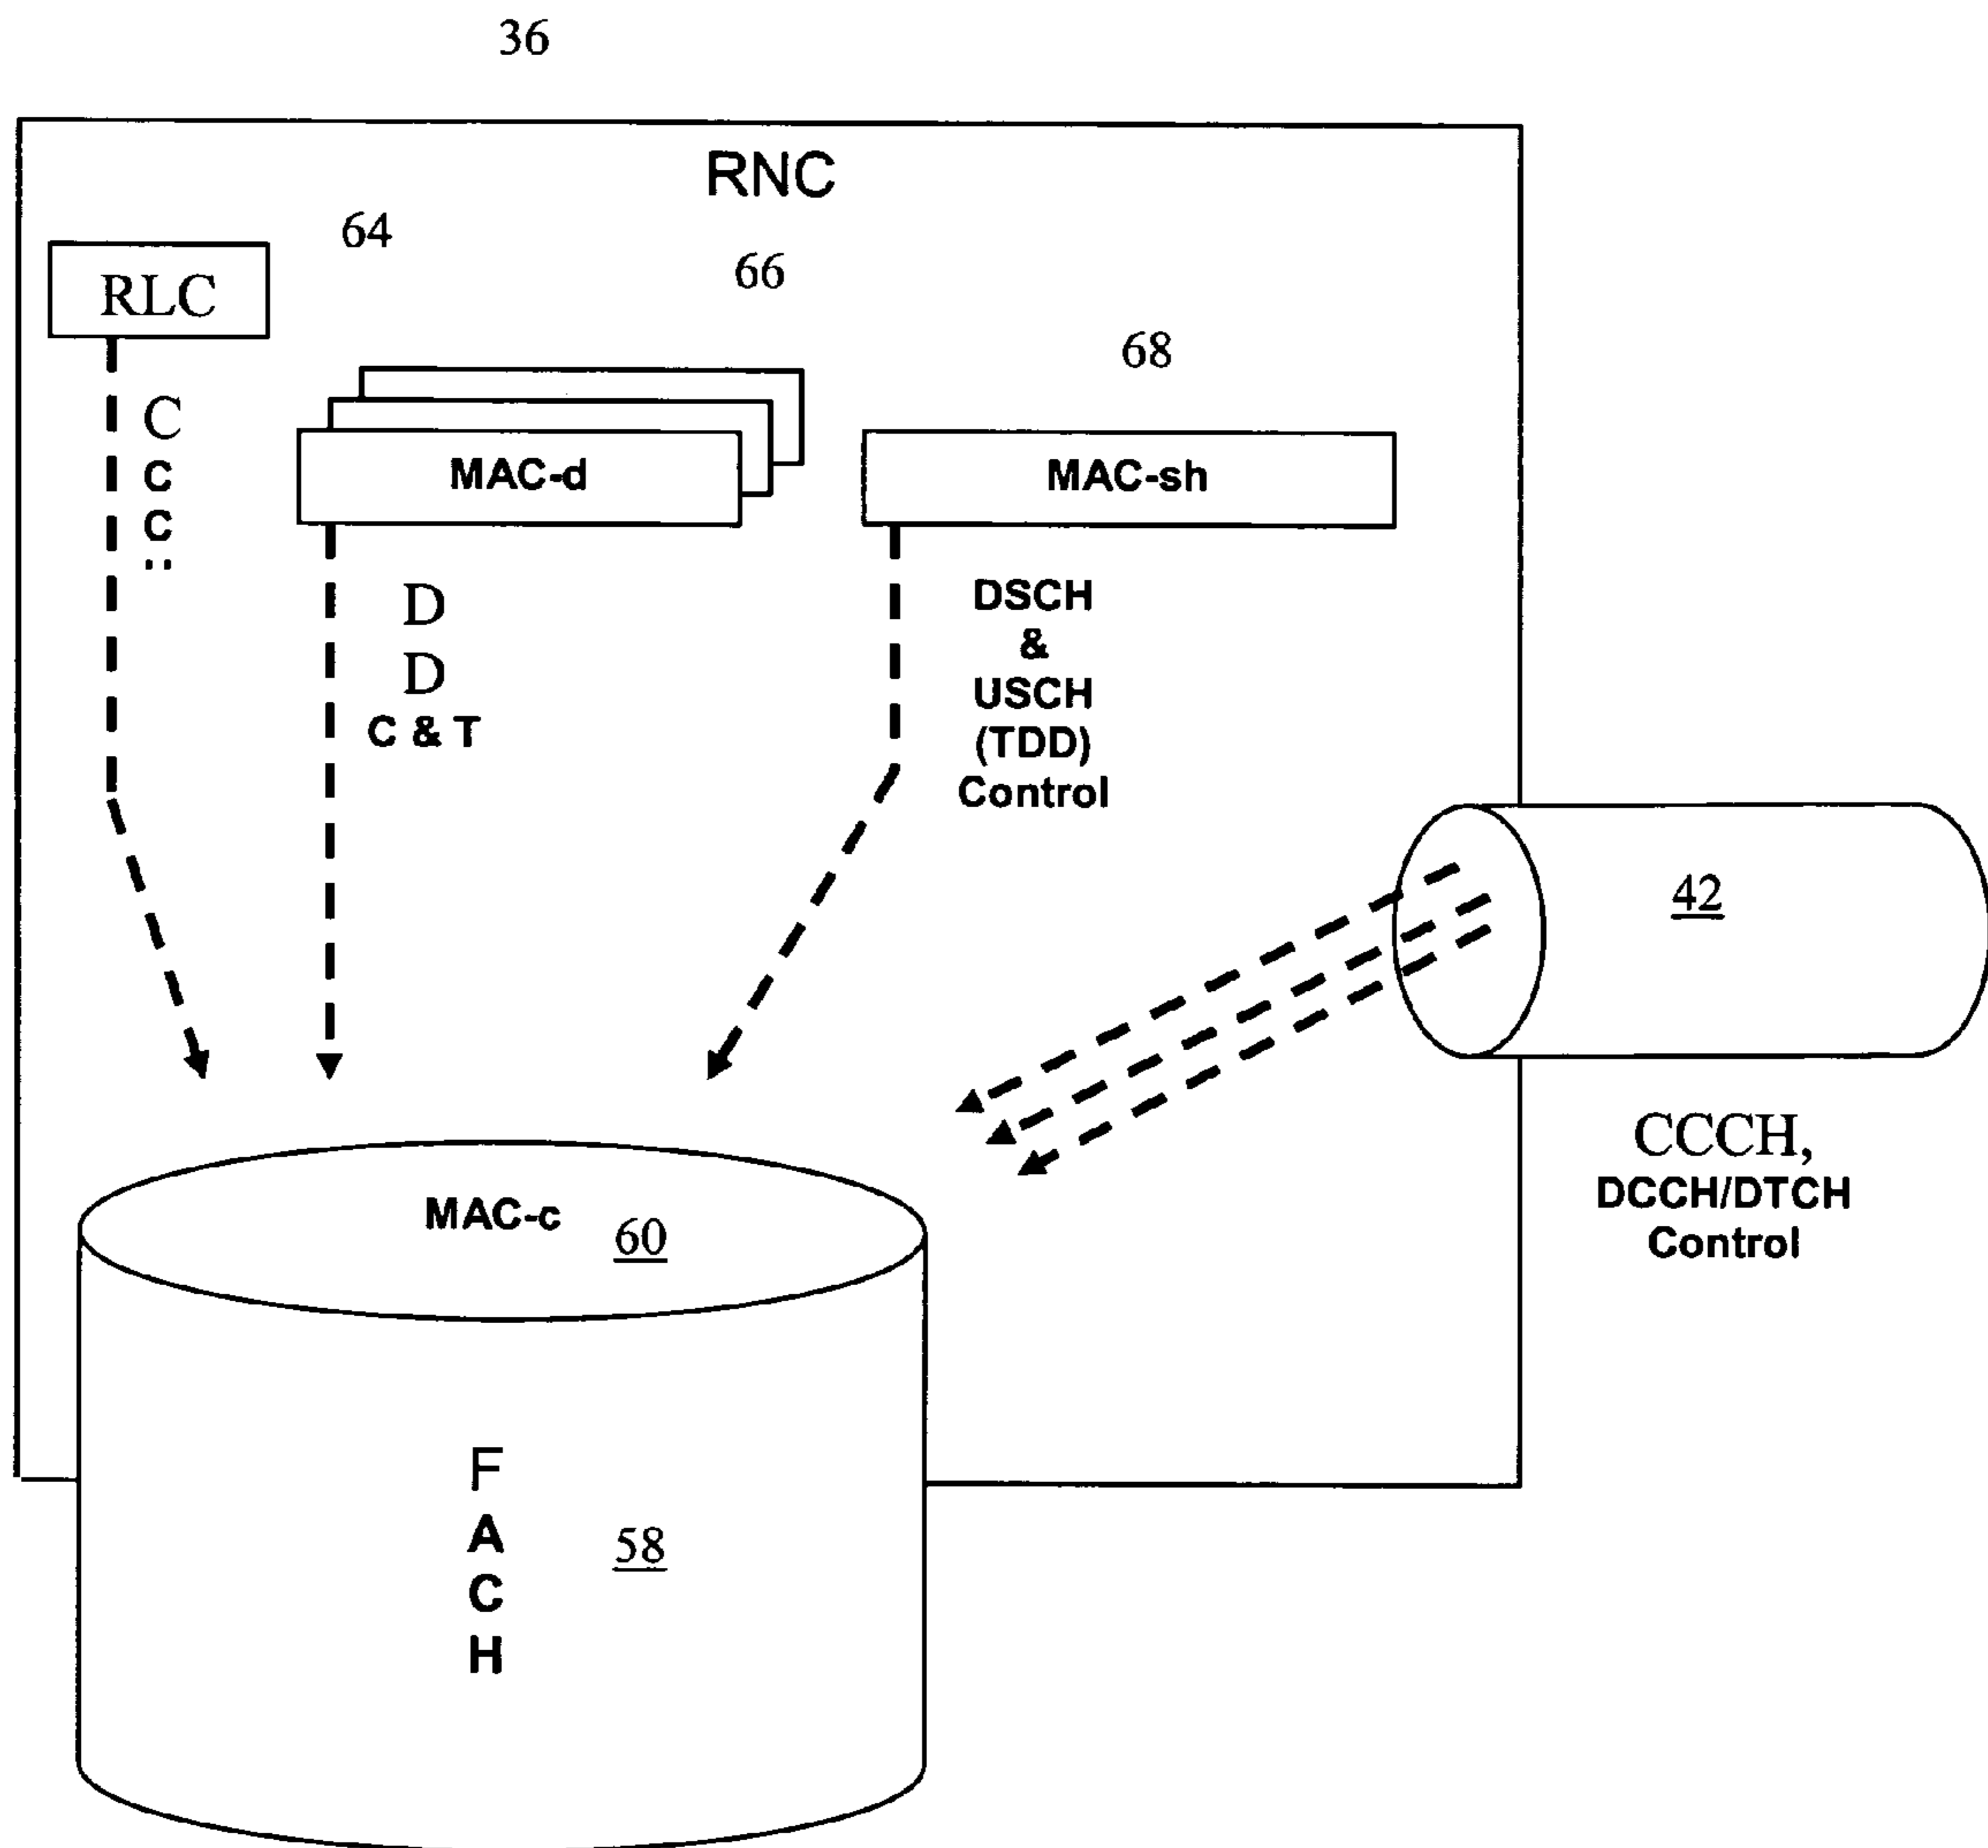 36
RNC
64
RLC
66
68
C
C
C
:
MAC-d
MAC-sh
D
D
C & T
DSCH
&
USCH
(TDD)
Control
42
CCCH,
DCCH/DTCH
Control
MAC-c
60
F
A
C
H
58